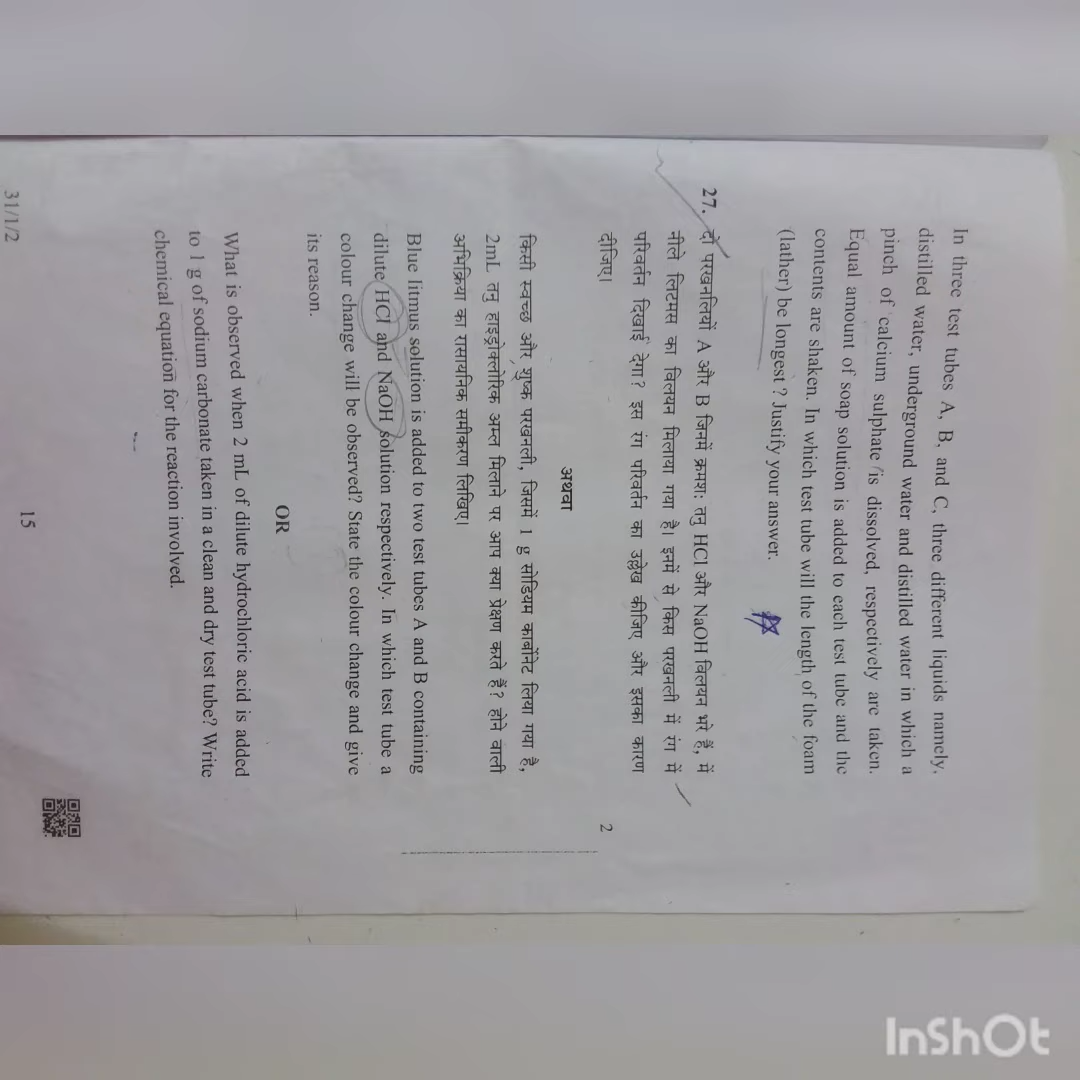 In three test tubes A, B, and C, three different liquids namely,
distilled water, underground water and distilled water in which a
pinch of calcium sulphate is dissolved, respectively are taken.
Equal amount of soap solution is added to each test tube and the
contents are shaken. In which test tube will the length of the foam
(lather) be longest ? Justify your answer.
27. दो परखनलियों A और B जिनमें क्रमशः तनु HCl और NaOH विलयन भरे हैं, में
नीले लिटमस का विलयन मिलाया गया है। इनमें से किस परखनली में रंग में
परिवर्तन दिखाई देगा? इस रंग परिवर्तन का उल्लेख कीजिए और इसका कारण
दीजिए। 2
अथवा
किसी स्वच्छ और शुष्क परखनली, जिसमें 1 g सोडियम कार्बोनेट लिया गया है,
2mL तनु हाइड्रोक्लोरिक अम्ल मिलाने पर आप क्या प्रेक्षण करते हैं? होने वाली
अभिक्रिया का रासायनिक समीकरण लिखिए।
Blue litmus solution is added to two test tubes A and B containing
dilute HCl and NaOH solution respectively. In which test tube a
colour change will be observed? State the colour change and give
its reason.
OR
What is observed when 2 mL of dilute hydrochloric acid is added
to 1 g of sodium carbonate taken in a clean and dry test tube? Write
chemical equation for the reaction involved.
31/1/2 15
InShOt